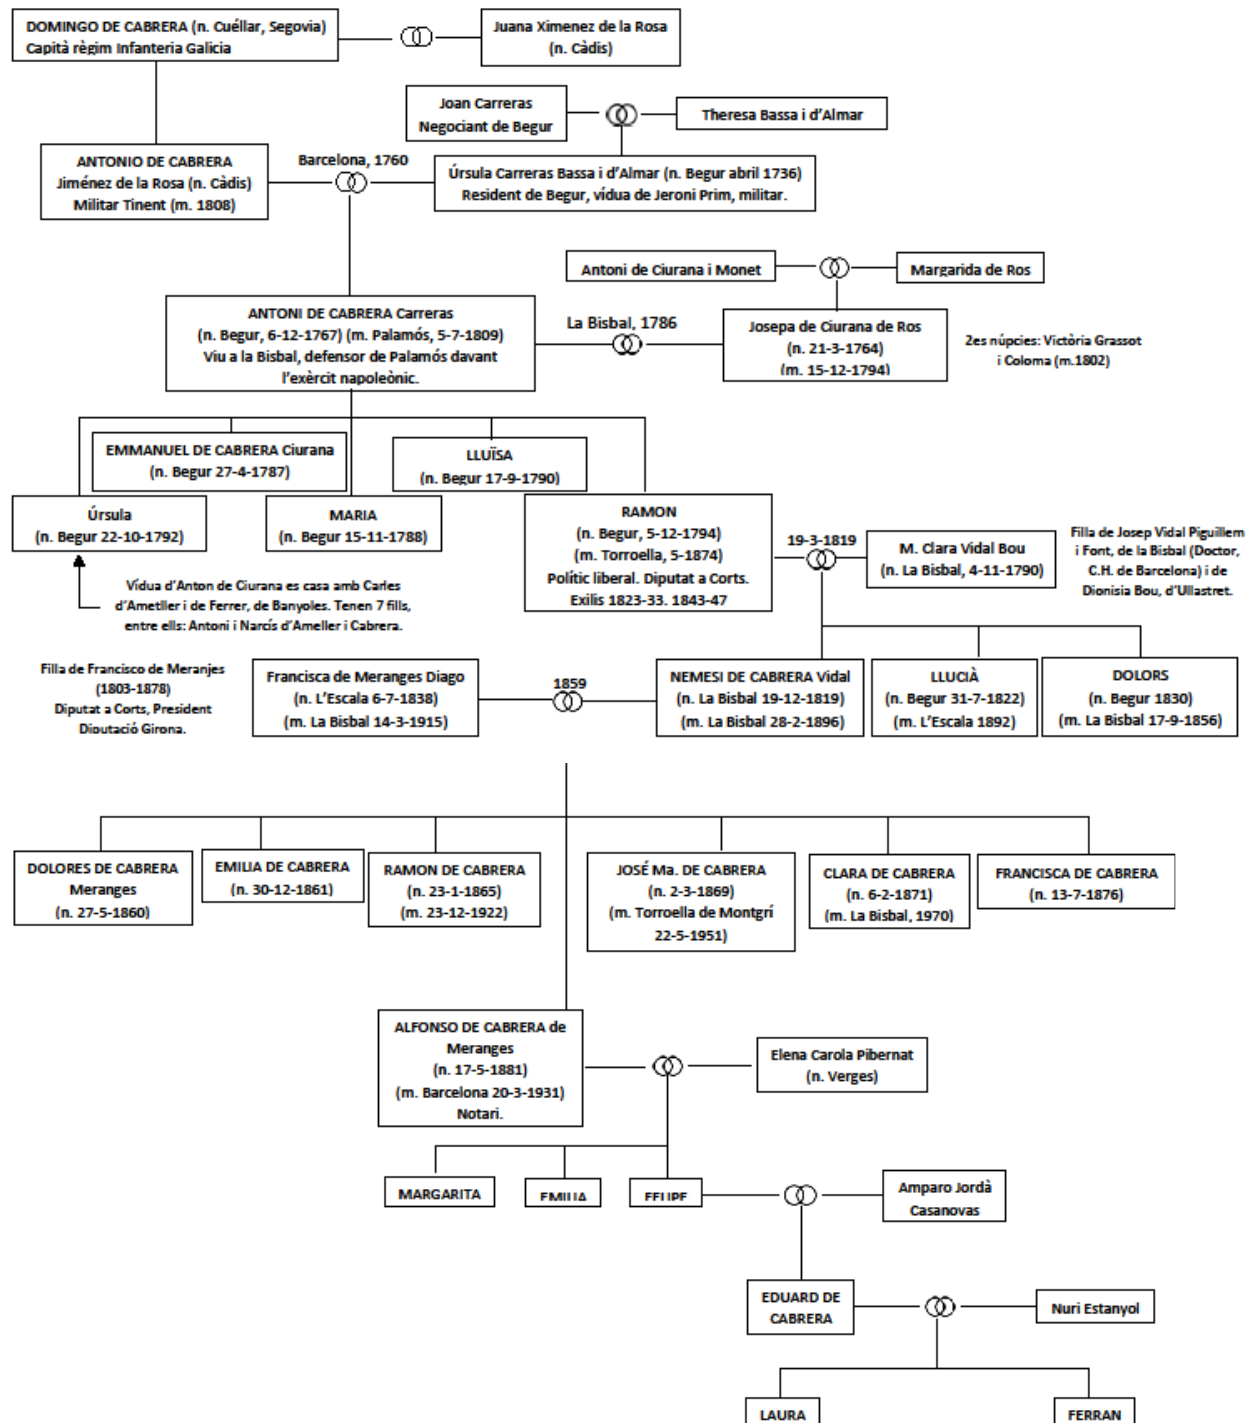 DOMINGO DE CABRERA (n. Cuéllar, Segovia)
Capità règim Infanteria Galicia
Juana Ximenez de la Rosa
(n. Càdis)
Joan Carreras
Negociant de Begur
Theresa Bassa i d'Almar
ANTONIO DE CABRERA
Jiménez de la Rosa (n. Càdis)
Militar Tinent (m. 1808)
Barcelona, 1760
Úrsula Carreras Bassa i d'Almar (n. Begur abril 1736)
Resident de Begur, vídua de Jeroni Prim, militar.
Antoni de Ciurana i Monet
Margarida de Ros
ANTONI DE CABRERA Carreras
(n. Begur, 6-12-1767) (m. Palamós, 5-7-1809)
Viu a la Bisbal, defensor de Palamós davant
l'exèrcit napoleònic.
La Bisbal, 1786
Josepa de Ciurana de Ros
(n. 21-3-1764)
(m. 15-12-1794)
2es núpcies: Victòria Grassot
i Coloma (m.1802)
EMMANUEL DE CABRERA Ciurana
(n. Begur 27-4-1787)
LLUÏSA
(n. Begur 17-9-1790)
Úrsula
(n. Begur 22-10-1792)
MARIA
(n. Begur 15-11-1788)
RAMON
(n. Begur, 5-12-1794)
(m. Torroella, 5-1874)
Polític liberal. Diputat a Corts.
Exilis 1823-33. 1843-47
19-3-1819
M. Clara Vidal Bou
(n. La Bisbal, 4-11-1790)
Filla de Josep Vidal Piguillem
i Font, de la Bisbal (Doctor,
C.H. de Barcelona) i de
Dionisia Bou, d'Ullastret.
Vídua d'Anton de Ciurana es casa amb Carles
d'Ametller i de Ferrer, de Banyoles. Tenen 7 fills,
entre ells: Antoni i Narcís d'Ameller i Cabrera.
Filla de Francisco de Meranjes
(1803-1878)
Diputat a Corts, President
Diputació Girona.
Francisca de Meranges Diago
(n. L'Escala 6-7-1838)
(m. La Bisbal 14-3-1915)
1859
NEMESI DE CABRERA Vidal
(n. La Bisbal 19-12-1819)
(m. La Bisbal 28-2-1896)
LLUCIÀ
(n. Begur 31-7-1822)
(m. L'Escala 1892)
DOLORS
(n. Begur 1830)
(m. La Bisbal 17-9-1856)
DOLORES DE CABRERA
Meranges
(n. 27-5-1860)
EMILIA DE CABRERA
(n. 30-12-1861)
RAMON DE CABRERA
(n. 23-1-1865)
(m. 23-12-1922)
JOSÉ Ma. DE CABRERA
(n. 2-3-1869)
(m. Torroella de Montgrí
22-5-1951)
CLARA DE CABRERA
(n. 6-2-1871)
(m. La Bisbal, 1970)
FRANCISCA DE CABRERA
(n. 13-7-1876)
ALFONSO DE CABRERA de
Meranges
(n. 17-5-1881)
(m. Barcelona 20-3-1931)
Notari.
Elena Carola Pibernat
(n. Verges)
MARGARITA
EMILIA
FELIPE
Amparo Jordà
Casanovas
EDUARD DE
CABRERA
Nuri Estanyol
LAURA
FERRAN